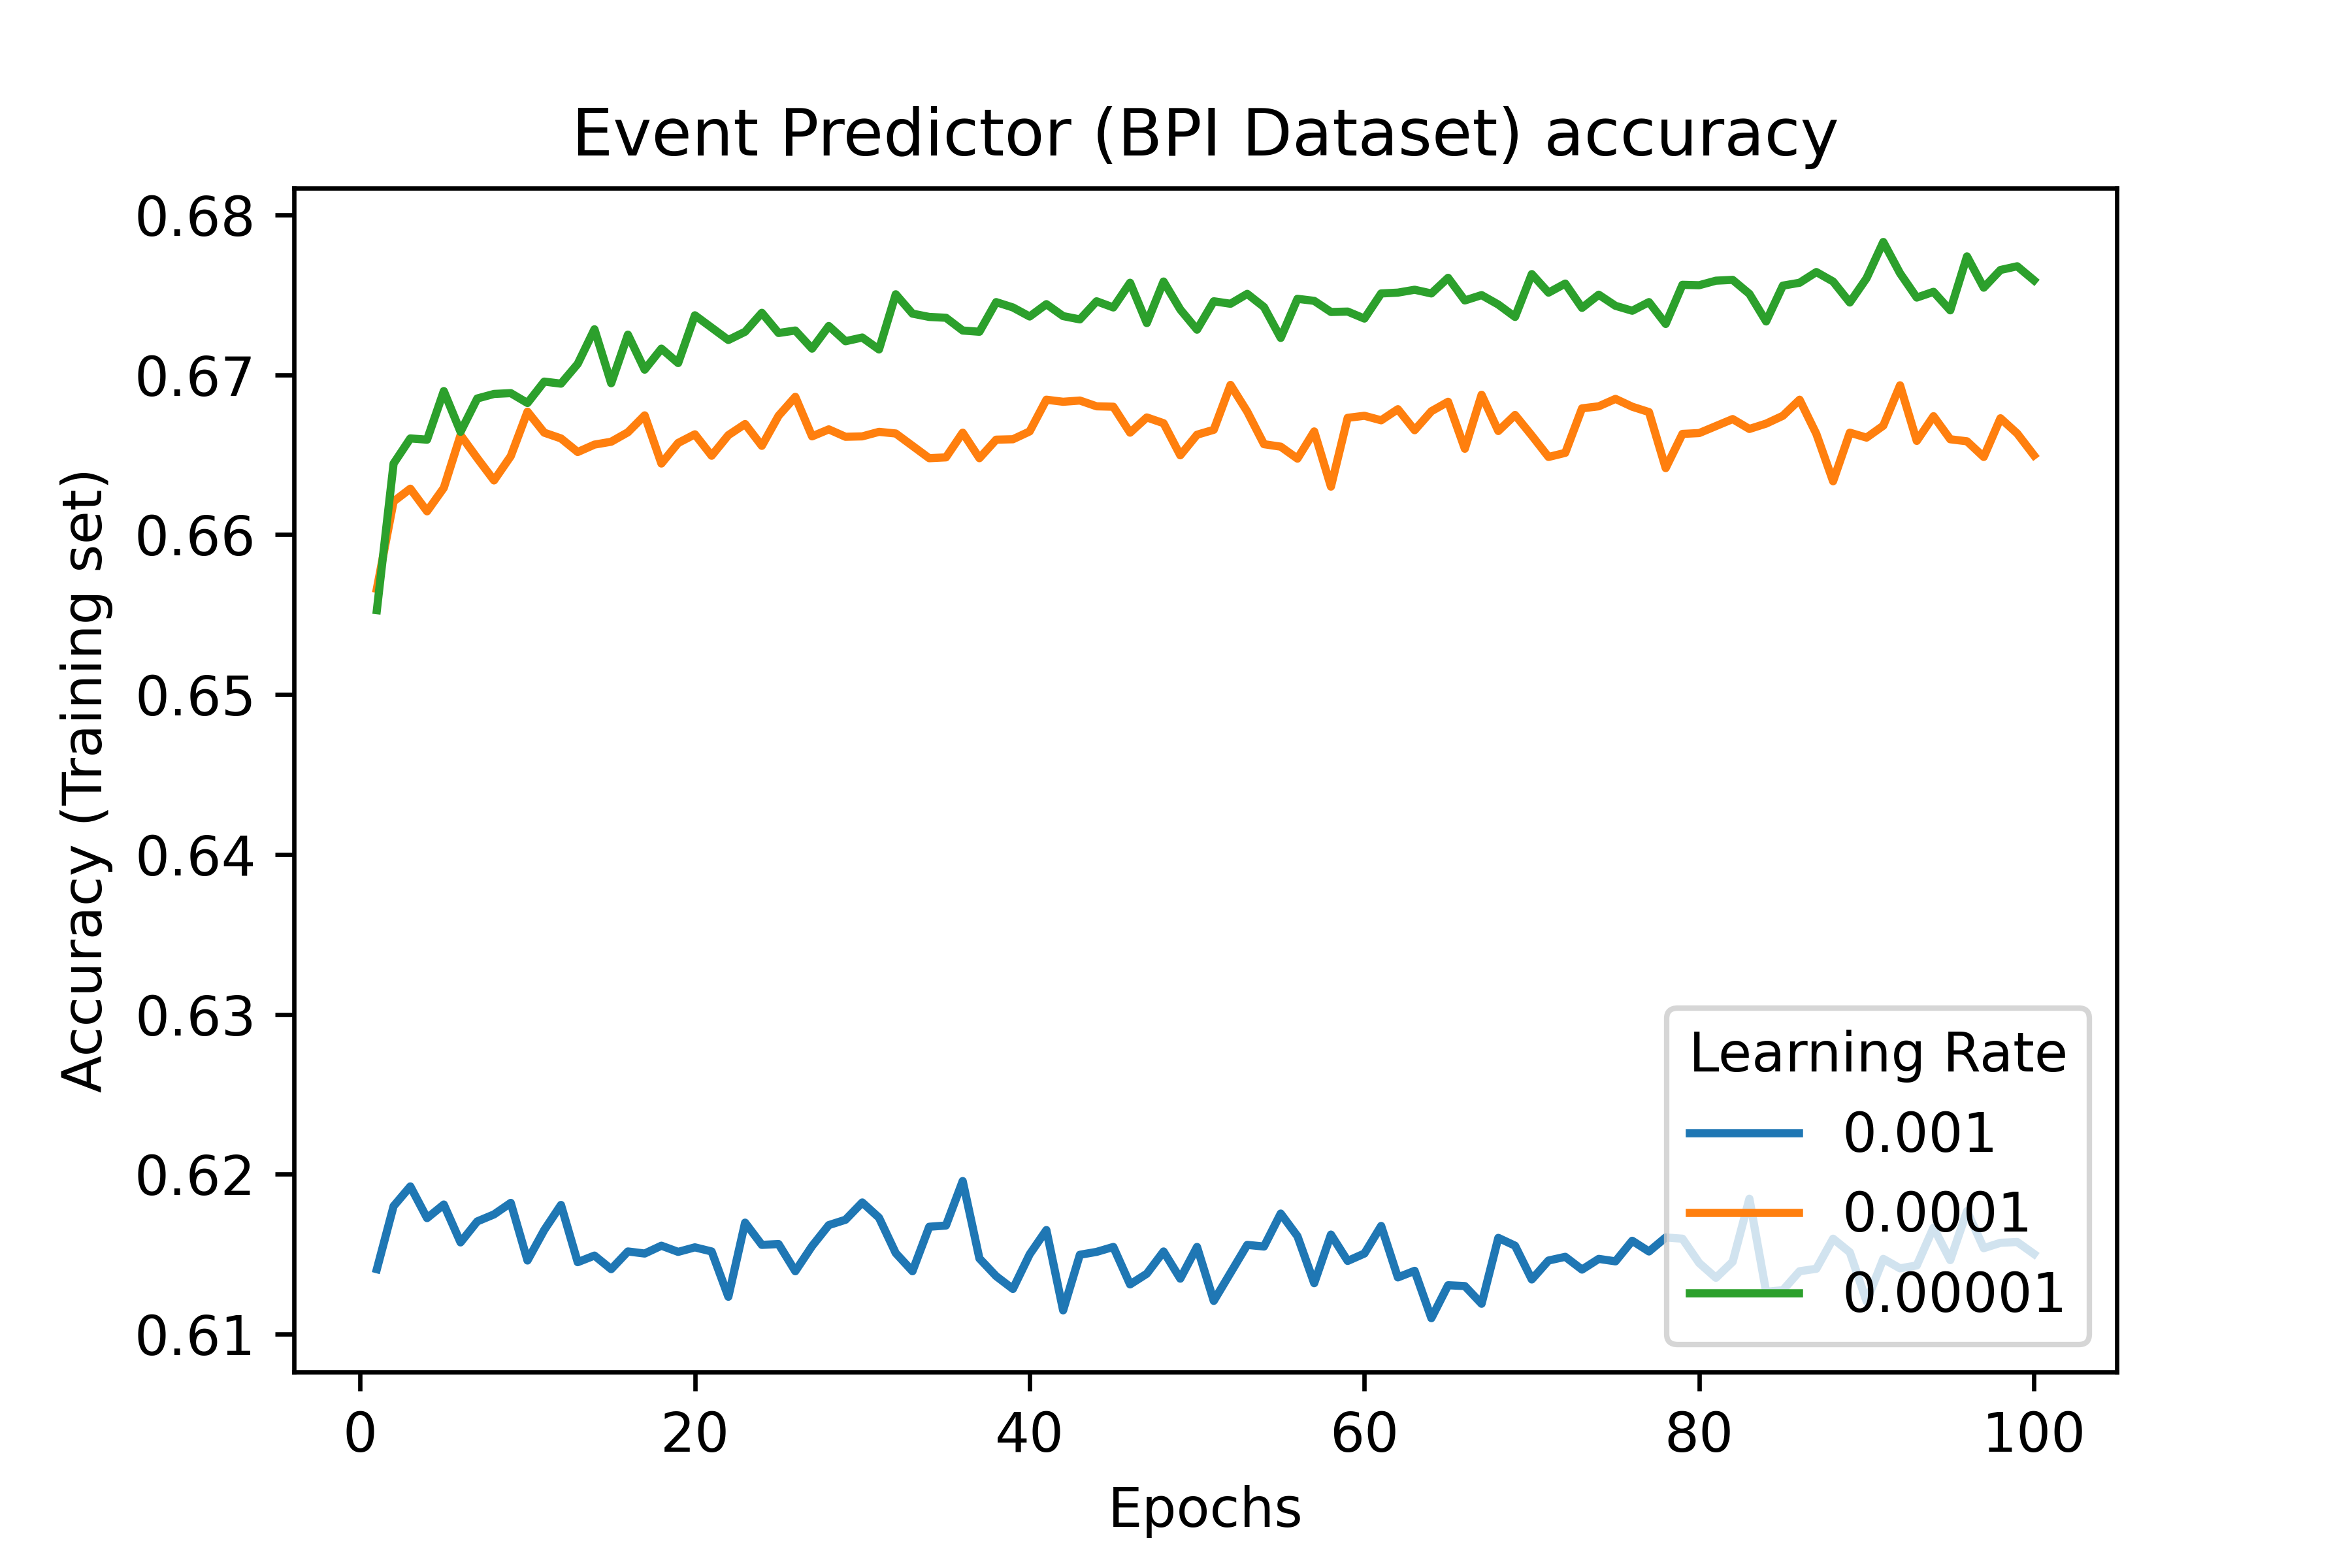 Event Predictor (BPI Dataset) accuracy
Accuracy (Training set)
0.68
0.67
0.66
0.65
0.64
0.63
0.62
0.61
Learning Rate
0.001
0.0001
0.00001
0 20 40 60 80 100
Epochs